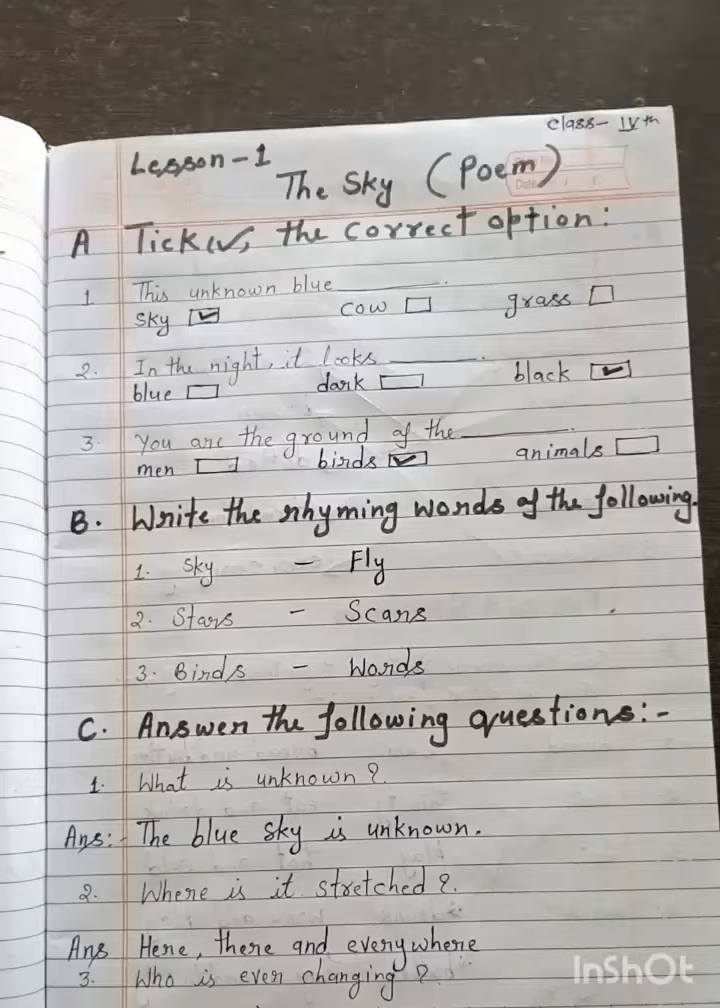 Class- IVth
Lesson-1
The Sky (Poem)
A Tick(✓) the correct option:
1. This unknown blue ________.
sky ☑ cow ☐ grass ☐
2. In the night, it looks ________.
blue ☐ dark ☐ black ☑
3. You are the ground of the ________.
men ☐ birds ☑ animals ☐
B. Write the rhyming words of the following.
1. Sky - Fly
2. Stars - Scars
3. Birds - Words
C. Answer the following questions:-
1. What is unknown?
Ans:- The blue sky is unknown.
2. Where is it stretched?.
Ans Here, there and everywhere
3. Who is ever changing?
InShOt